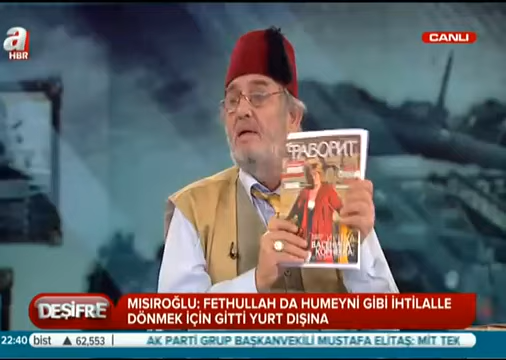 a
HBR
CANLI
ФАВОРИТ
DEŞİFRE
MISIROĞLU: FETHULLAH DA HUMEYNİ GİBİ İHTİLALLE
DÖNMEK İÇİN GİTTİ YURT DIŞINA
22:40 bist ▲ 62,553 AK PARTİ GRUP BAŞKANVEKİLİ MUSTAFA ELİTAŞ: MİT TEK